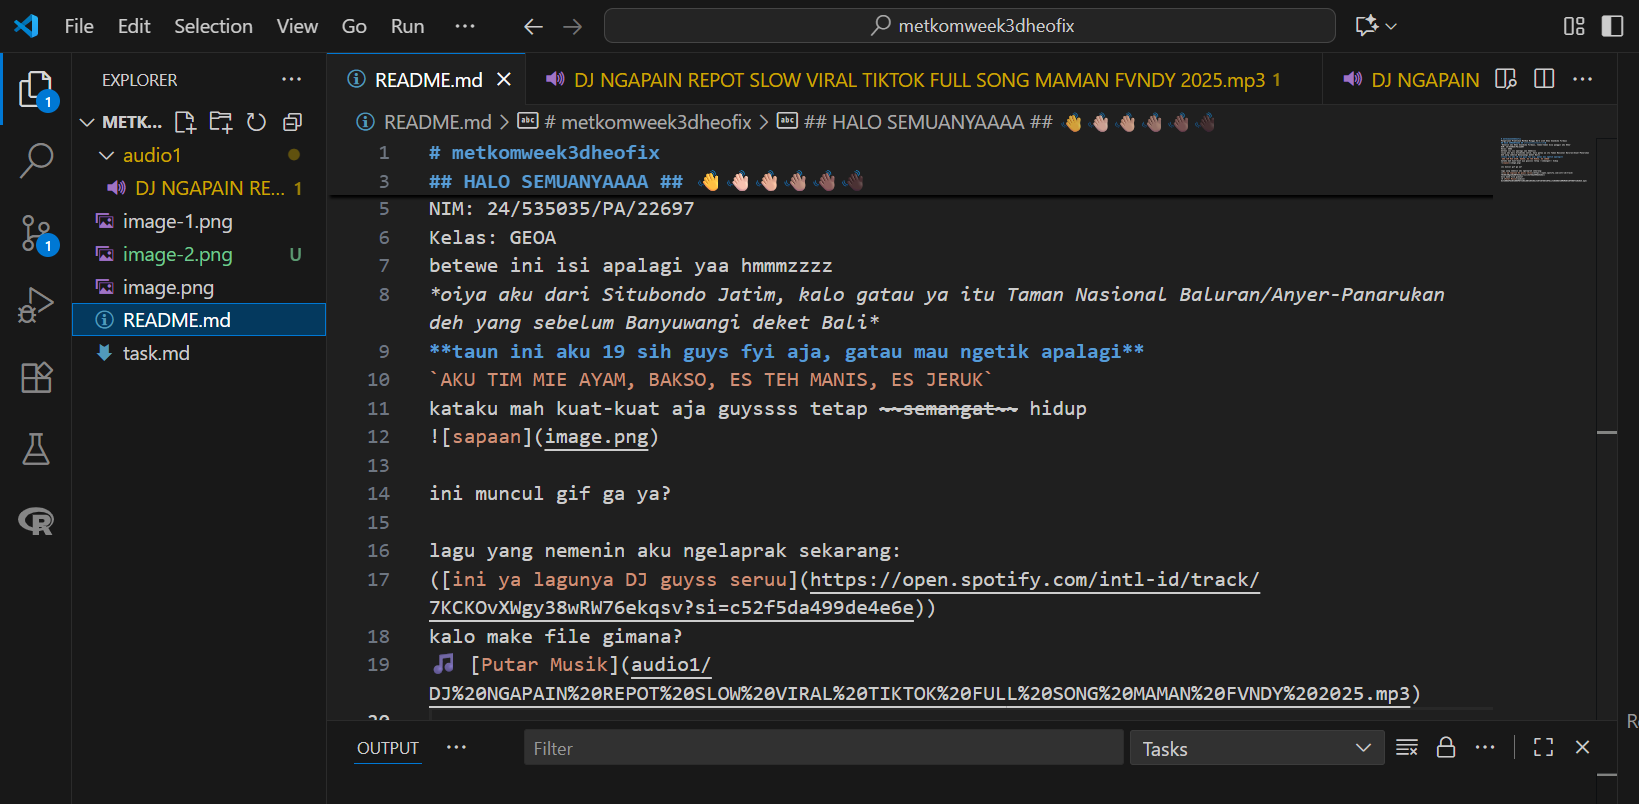 File Edit Selection View Go Run ···
metkomweek3dheofix
EXPLORER ···
README.md
DJ NGAPAIN REPOT SLOW VIRAL TIKTOK FULL SONG MAMAN FVNDY 2025.mp3 1
DJ NGAPAIN
METK...
README.md > # metkomweek3dheofix > ## HALO SEMUANYAAAA ## 👋👋🏻👋🏼👋🏽👋🏾👋🏿
audio1
DJ NGAPAIN RE... 1
image-1.png
image-2.png U
image.png
README.md
task.md
1 # metkomweek3dheofix
3 ## HALO SEMUANYAAAA ## 👋👋🏻👋🏼👋🏽👋🏾👋🏿
5 NIM: 24/535035/PA/22697
6 Kelas: GEOA
7 betewe ini isi apalagi yaa hmmmzzzz
8 *oiya aku dari Situbondo Jatim, kalo gatau ya itu Taman Nasional Baluran/Anyer-Panarukan
deh yang sebelum Banyuwangi deket Bali*
9 **taun ini aku 19 sih guys fyi aja, gatau mau ngetik apalagi**
10 `AKU TIM MIE AYAM, BAKSO, ES TEH MANIS, ES JERUK`
11 kataku mah kuat-kuat aja guyssss tetap ~~semangat~~ hidup
12 ![sapaan](image.png)
13
14 ini muncul gif ga ya?
15
16 lagu yang nemenin aku ngelaprak sekarang:
17 ([ini ya lagunya DJ guyss seruu](https://open.spotify.com/intl-id/track/
7KCKOvXWgy38wRW76ekqsv?si=c52f5da499de4e6e))
18 kalo make file gimana?
19 🎵 [Putar Musik](audio1/
DJ%20NGAPAIN%20REPOT%20SLOW%20VIRAL%20TIKTOK%20FULL%20SONG%20MAMAN%20FVNDY%202025.mp3)
20
OUTPUT ···
Filter
Tasks
1
1